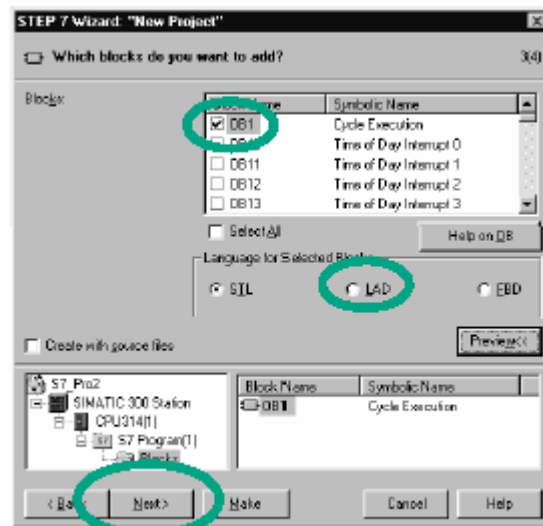 STEP 7 Wizard: "New Project"
Which blocks do you want to add? 3(4)
Blocks: Block Name Symbolic Name
OB1 Cycle Execution
Time of Day Interrupt 0
OB11 Time of Day Interrupt 1
OB12 Time of Day Interrupt 2
OB13 Time of Day Interrupt 3
Select All Help on OB
Language for Selected Blocks
STL LAD FBD
Create with source files Preview<<
S7_Pro2 Block Name Symbolic Name
SIMATIC 300 Station OB1 Cycle Execution
CPU314(1)
S7 Program(1)
Blocks
< Back Next > Make Cancel Help